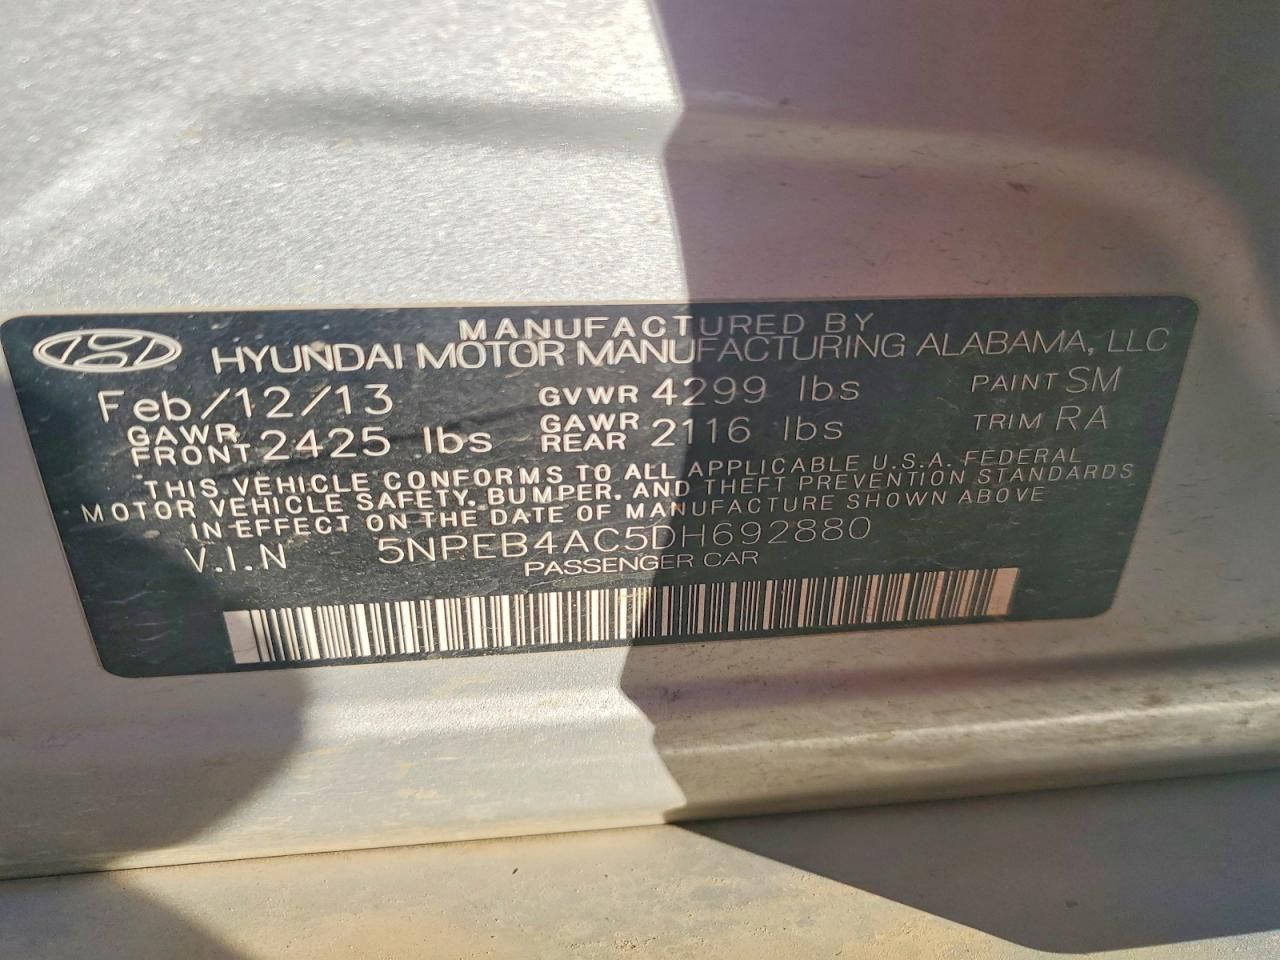 MANUFACTURED BY
HYUNDAI MOTOR MANUFACTURING ALABAMA, LLC
Feb/12/13 GVWR 4299 lbs PAINT SM
GAWR FRONT 2425 lbs GAWR REAR 2116 lbs TRIM RA
THIS VEHICLE CONFORMS TO ALL APPLICABLE U.S.A. FEDERAL
MOTOR VEHICLE SAFETY, BUMPER, AND THEFT PREVENTION STANDARDS
IN EFFECT ON THE DATE OF MANUFACTURE SHOWN ABOVE
V.I.N 5NPEB4AC5DH692880
PASSENGER CAR